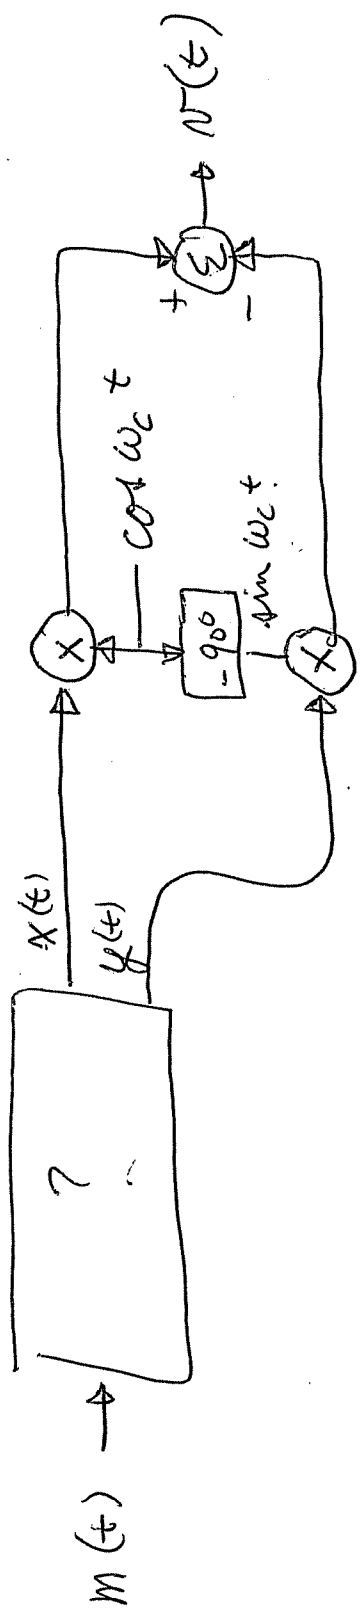 m(t)
?
x(t)
y(t)
X
cos ωc t
-90°
sin ωc t
X
+
Σ
-
v(t)